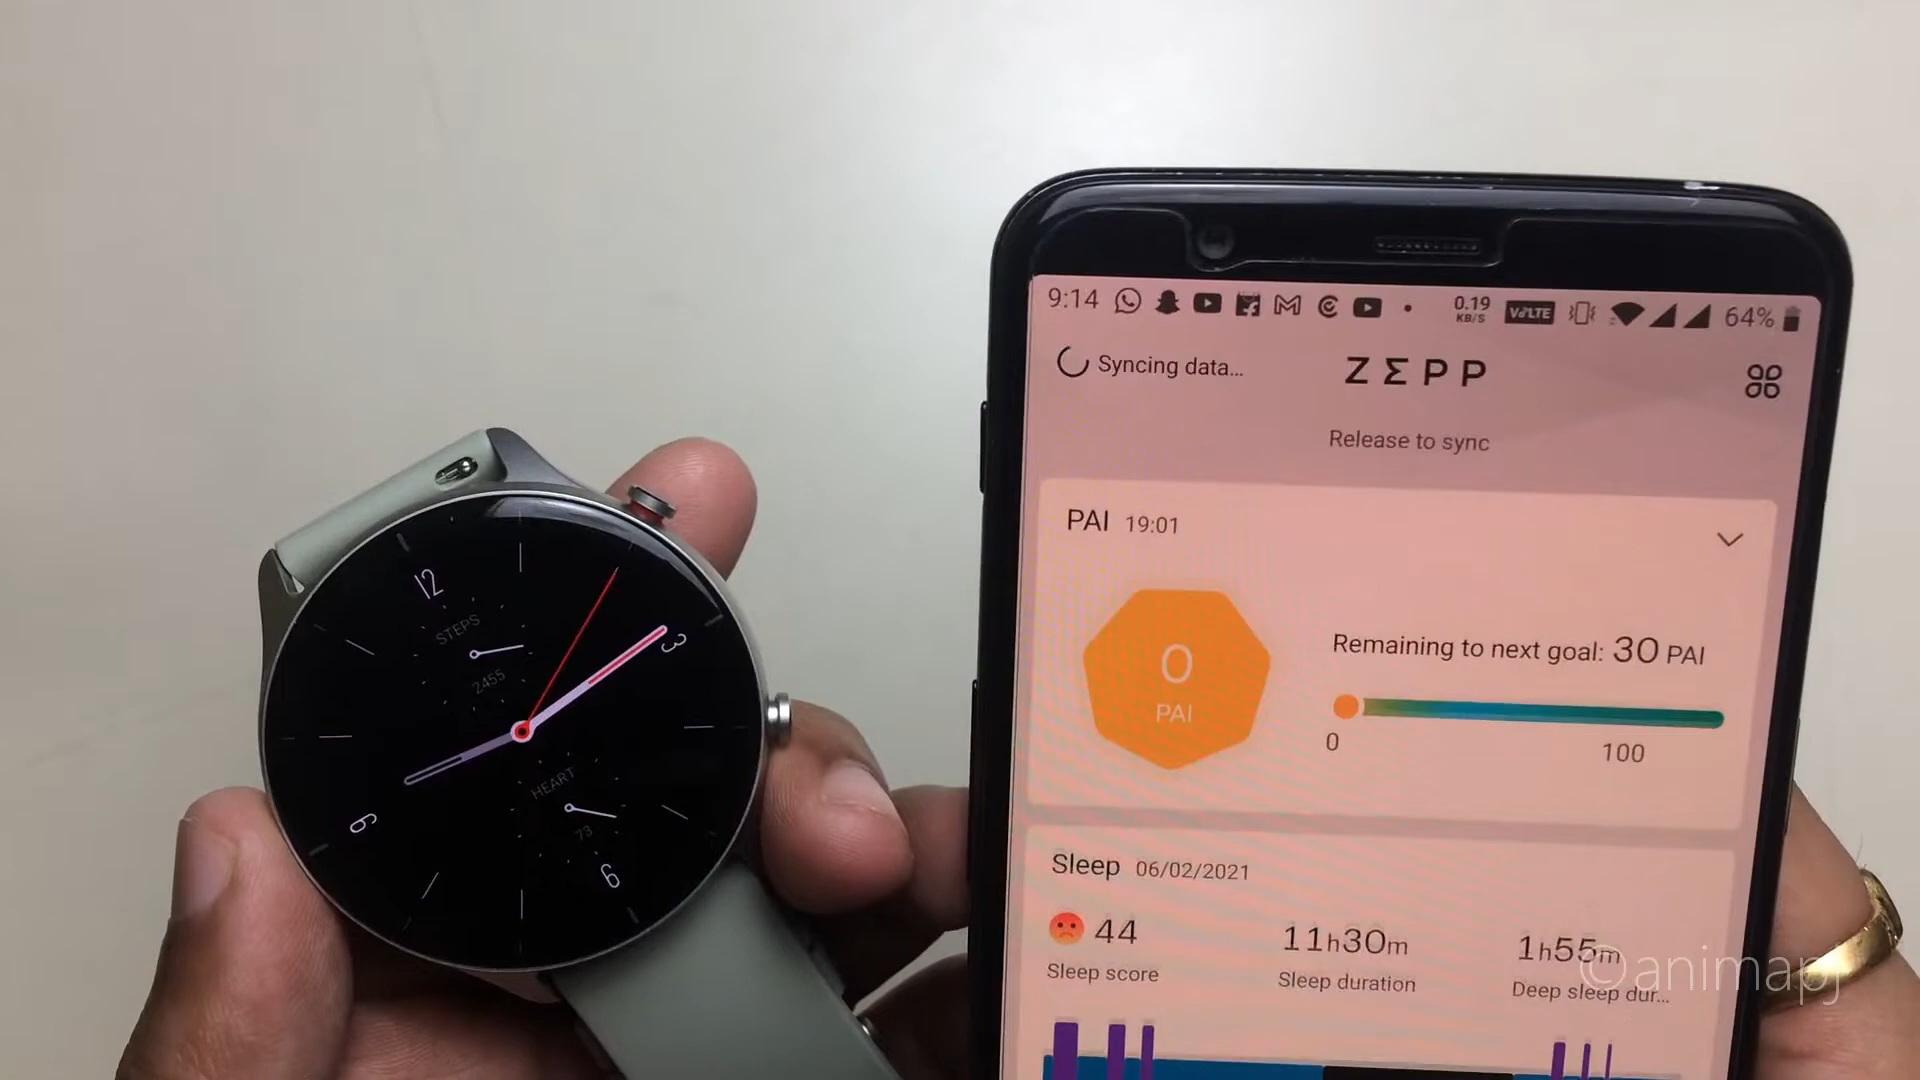 12
STEPS
2455
3
HEART
73
9
6
9:14
0.19
KB/S
VoLTE
64%
Syncing data...
ZΣPP
Release to sync
PAI 19:01
0
PAI
Remaining to next goal: 30 PAI
0
100
Sleep 06/02/2021
44
11h30m
1h55m
Sleep score
Sleep duration
Deep sleep dur...
©animapj